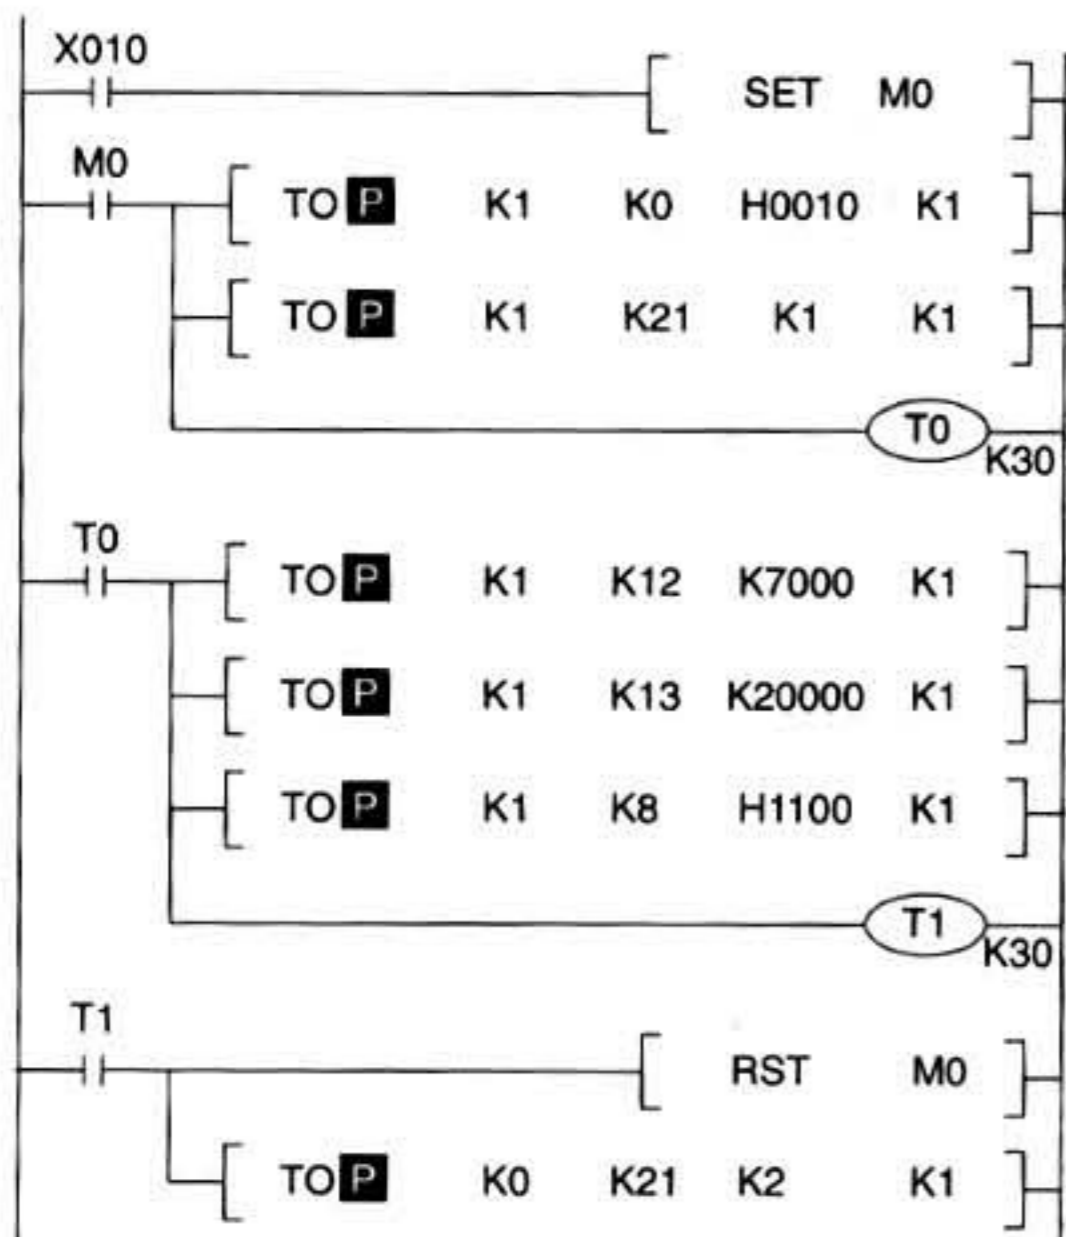 X010
SET M0
M0
TO P K1 K0 H0010 K1
TO P K1 K21 K1 K1
T0
K30
T0
TO P K1 K12 K7000 K1
TO P K1 K13 K20000 K1
TO P K1 K8 H1100 K1
T1
K30
T1
RST M0
TO P K0 K21 K2 K1